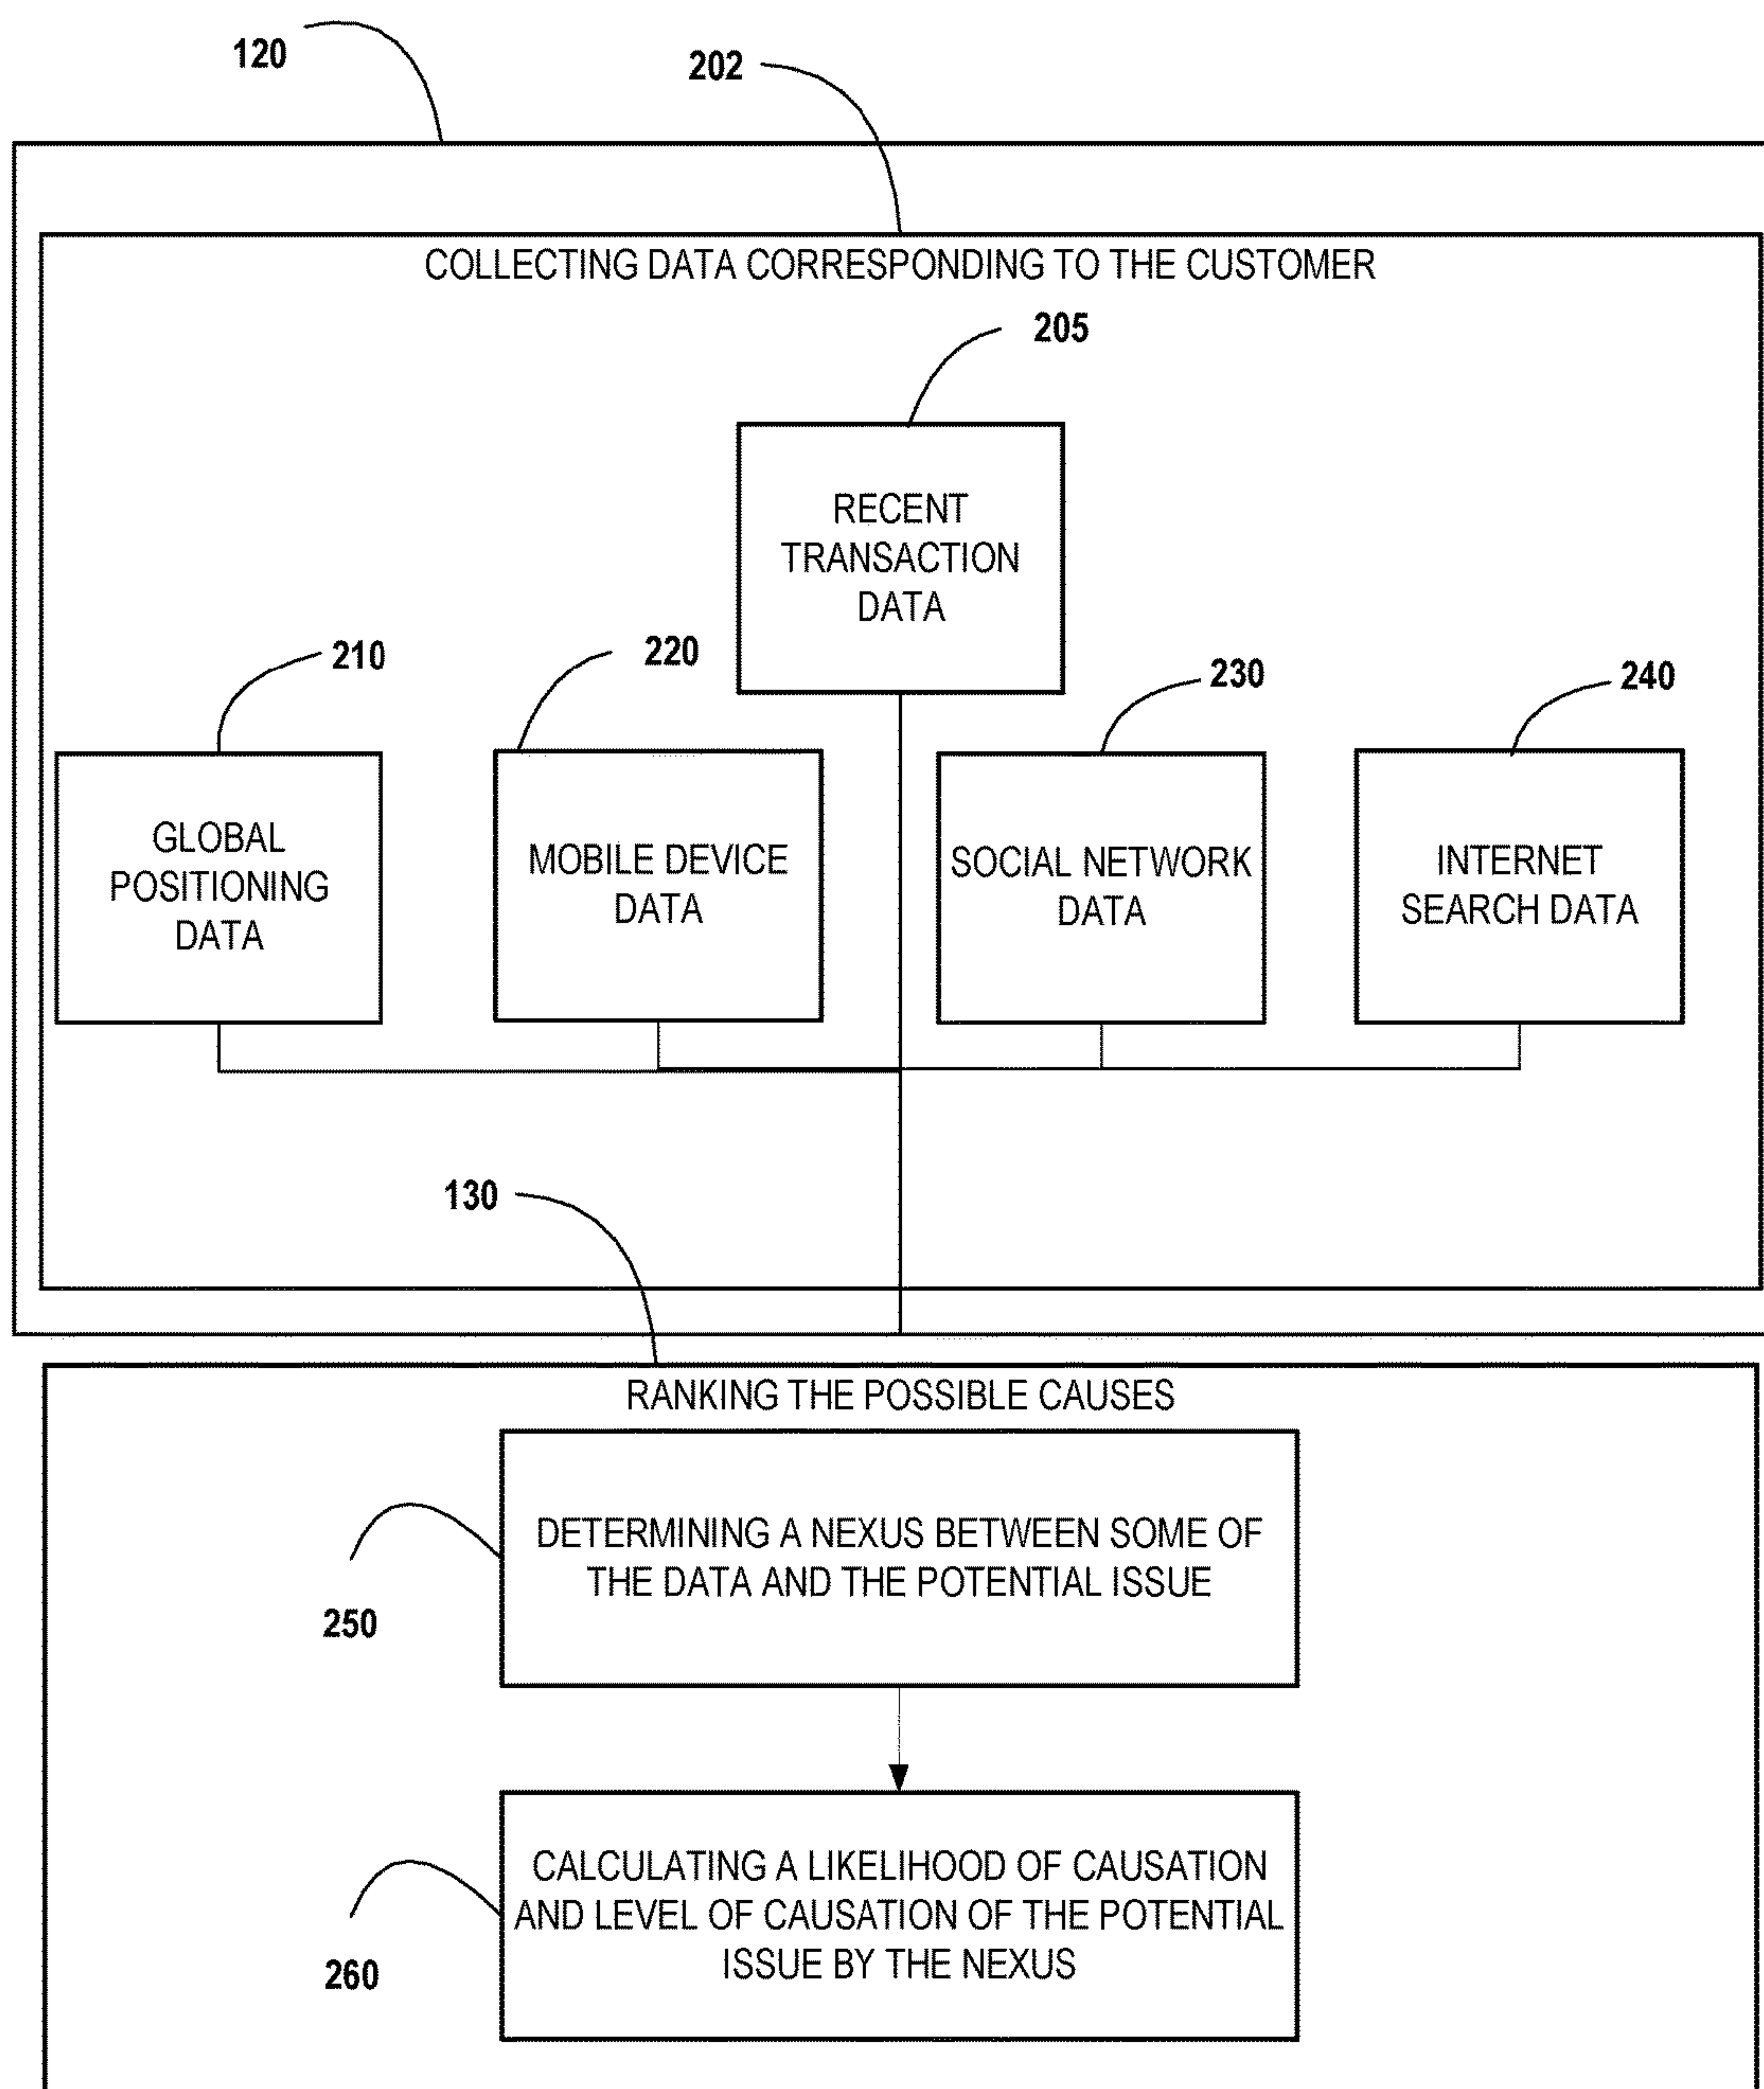 120
202
COLLECTING DATA CORRESPONDING TO THE CUSTOMER
205
RECENT
TRANSACTION
DATA
210
220
230
240
GLOBAL
POSITIONING
DATA
MOBILE DEVICE
DATA
SOCIAL NETWORK
DATA
INTERNET
SEARCH DATA
130
RANKING THE POSSIBLE CAUSES
DETERMINING A NEXUS BETWEEN SOME OF
THE DATA AND THE POTENTIAL ISSUE
250
CALCULATING A LIKELIHOOD OF CAUSATION
AND LEVEL OF CAUSATION OF THE POTENTIAL
ISSUE BY THE NEXUS
260